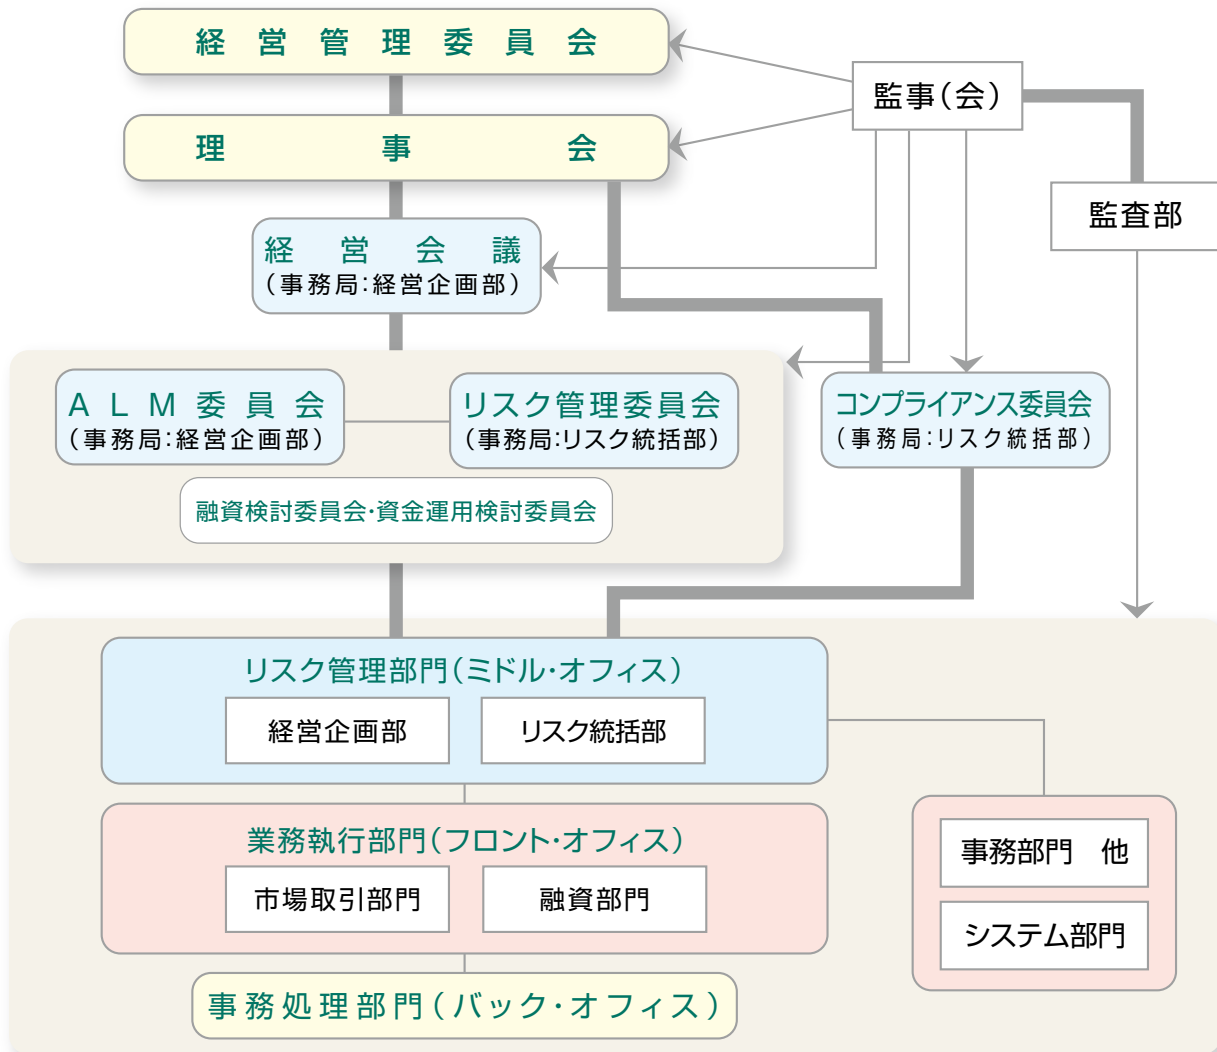 経営管理委員会
監事（会）
理事会
監査部
経営会議
（事務局：経営企画部）
ALM委員会
（事務局：経営企画部）
リスク管理委員会
（事務局：リスク統括部）
コンプライアンス委員会
（事務局：リスク統括部）
融資検討委員会・資金運用検討委員会
リスク管理部門（ミドル・オフィス）
経営企画部
リスク統括部
業務執行部門（フロント・オフィス）
市場取引部門
融資部門
事務部門　他
システム部門
事務処理部門（バック・オフィス）